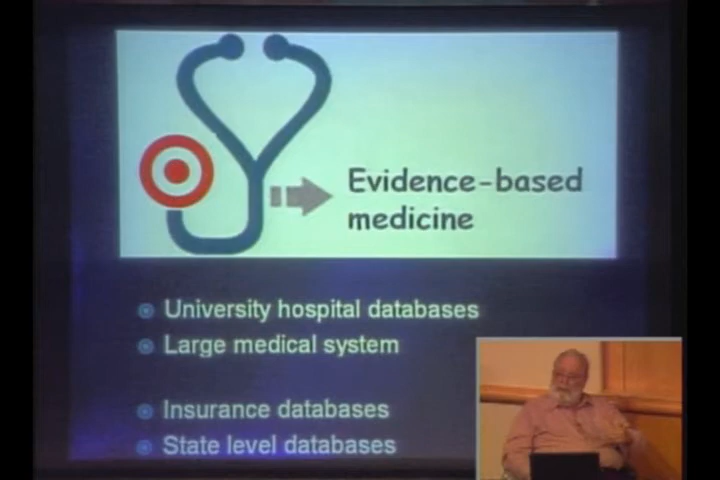 Evidence-based
medicine
University hospital databases
Large medical system
Insurance databases
State level databases